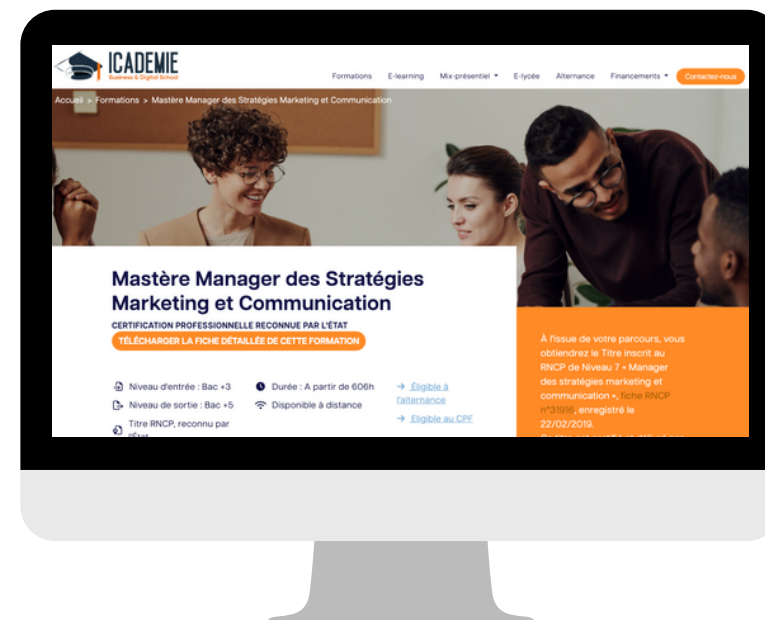 ICADEMIE
Business & Digital School
Formations E-learning Mix-présentiel E-lycée Alternance Financements Contactez-nous
Accueil > Formations > Mastère Manager des Stratégies Marketing et Communication
Mastère Manager des Stratégies
Marketing et Communication
CERTIFICATION PROFESSIONNELLE RECONNUE PAR L'ÉTAT
TÉLÉCHARGER LA FICHE DÉTAILLÉE DE CETTE FORMATION
Niveau d'entrée : Bac +3
Niveau de sortie : Bac +5
Titre RNCP, reconnu par
l'État
Durée : A partir de 606h
Disponible à distance
→ Éligible à
l'alternance
→ Eligible au CPF
À l'issue de votre parcours, vous
obtiendrez le Titre inscrit au
RNCP de Niveau 7 « Manager
des stratégies marketing et
communication », fiche RNCP
n°31916, enregistré le
22/02/2019.